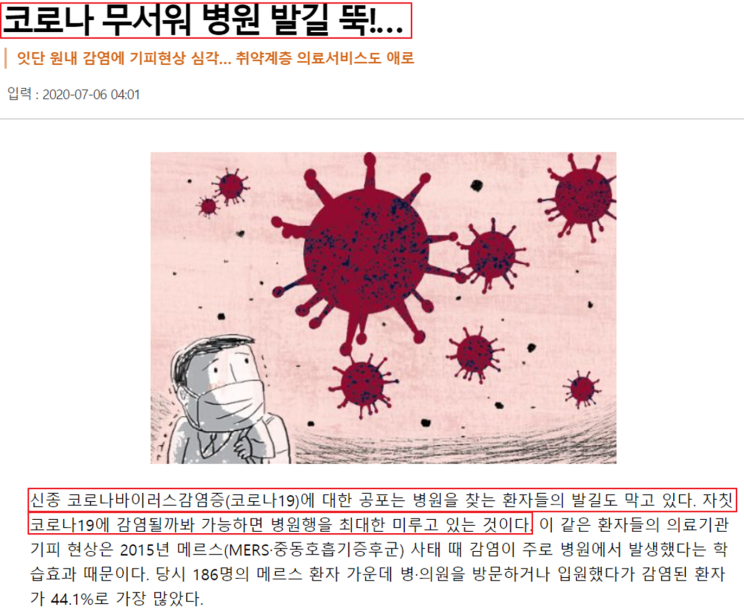 코로나 무서워 병원 발길 뚝!...
잇단 원내 감염에 기피현상 심각... 취약계층 의료서비스도 애로
입력 : 2020-07-06 04:01
신종 코로나바이러스감염증(코로나19)에 대한 공포는 병원을 찾는 환자들의 발길도 막고 있다. 자칫
코로나19에 감염될까봐 가능하면 병원행을 최대한 미루고 있는 것이다. 이 같은 환자들의 의료기관
기피 현상은 2015년 메르스(MERS·중동호흡기증후군) 사태 때 감염이 주로 병원에서 발생했다는 학
습효과 때문이다. 당시 186명의 메르스 환자 가운데 병·의원을 방문하거나 입원했다가 감염된 환자
가 44.1%로 가장 많았다.